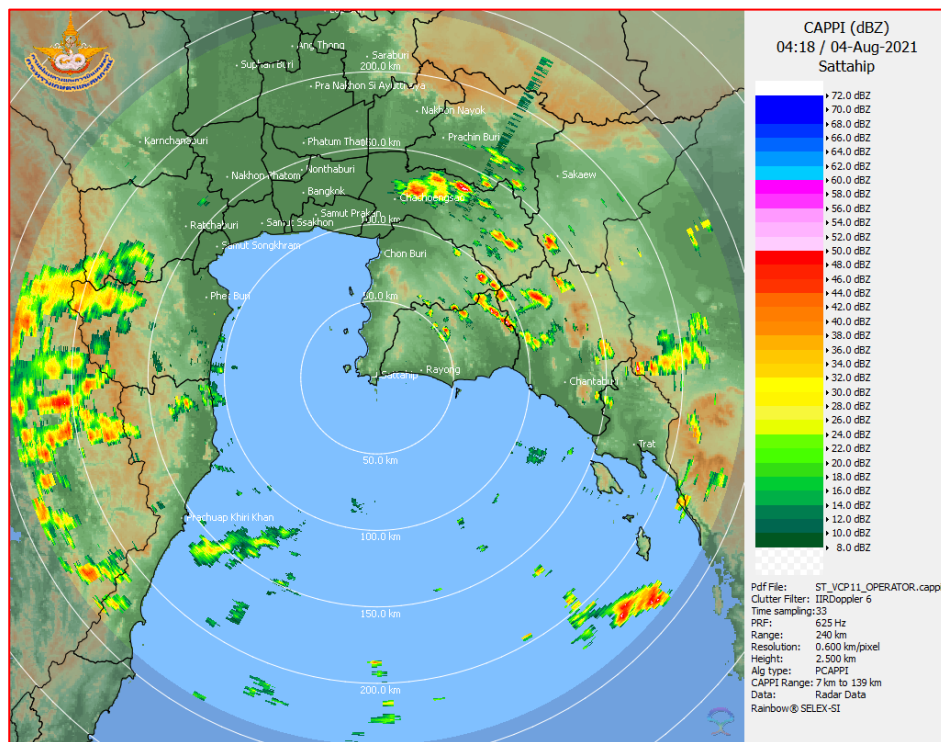 CAPPI (dBZ)
04:18 / 04-Aug-2021
Sattahip
72.0 dBZ
70.0 dBZ
68.0 dBZ
66.0 dBZ
64.0 dBZ
62.0 dBZ
60.0 dBZ
58.0 dBZ
56.0 dBZ
54.0 dBZ
52.0 dBZ
50.0 dBZ
48.0 dBZ
46.0 dBZ
44.0 dBZ
42.0 dBZ
40.0 dBZ
38.0 dBZ
36.0 dBZ
34.0 dBZ
32.0 dBZ
30.0 dBZ
28.0 dBZ
26.0 dBZ
24.0 dBZ
22.0 dBZ
20.0 dBZ
18.0 dBZ
16.0 dBZ
14.0 dBZ
12.0 dBZ
10.0 dBZ
8.0 dBZ
Pdf File: ST_VCP11_OPERATOR.capp
Clutter Filter: IIRDoppler 6
Time sampling:33
PRF: 625 Hz
Range: 240 km
Resolution: 0.600 km/pixel
Height: 2.500 km
Alg type: PCAPPI
CAPPI Range: 7 km to 139 km
Data: Radar Data
Rainbow® SELEX-SI
Ang Thong
Saraburi
Suphan Buri
200.0 km
Pra Nakhon Si Ayutthaya
Nakhon Nayok
Karnchanaburi
Phatum Thani
Prachin Buri
Nonthaburi
Nakhon Phatom
Sakaew
Bangkok
Chachoengsao
Samut Prakan
100.0 km
Ratchaburi
Samut Ssakhon
Samut Songkhram
Chon Buri
Phet Buri
50.0 km
Rayong
Sattahip
Chantaburi
Trat
50.0 km
Prachuap Khiri Khan
100.0 km
150.0 km
200.0 km